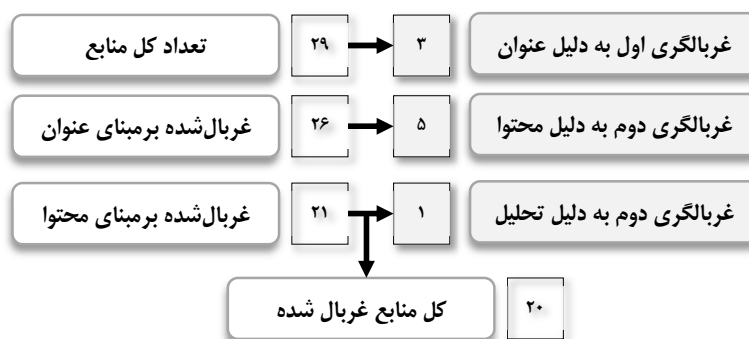 غربالگری اول به دلیل عنوان ۳ ۲۹ تعداد کل منابع
غربالگری دوم به دلیل محتوا ۵ ۲۶ غربال‌شده برمبنای عنوان
غربالگری دوم به دلیل تحلیل ۱ ۲۱ غربال‌شده برمبنای محتوا
۲۰ کل منابع غربال شده